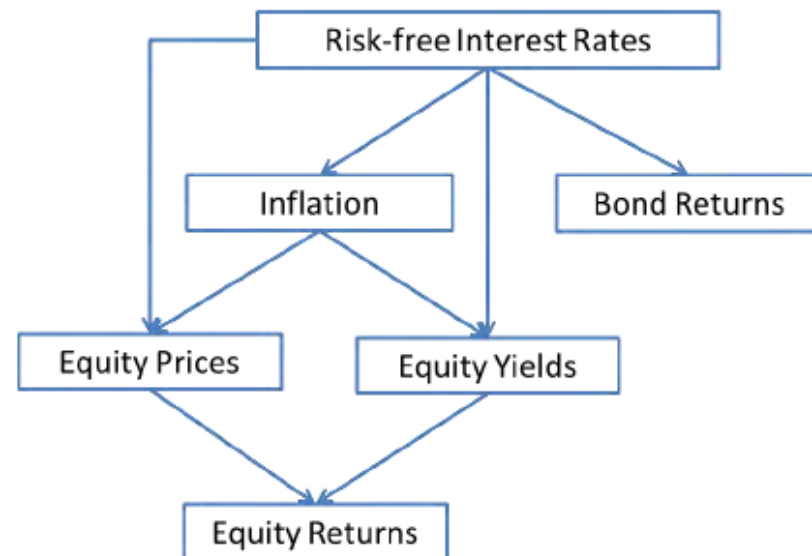 Risk-free Interest Rates
Inflation
Bond Returns
Equity Prices
Equity Yields
Equity Returns